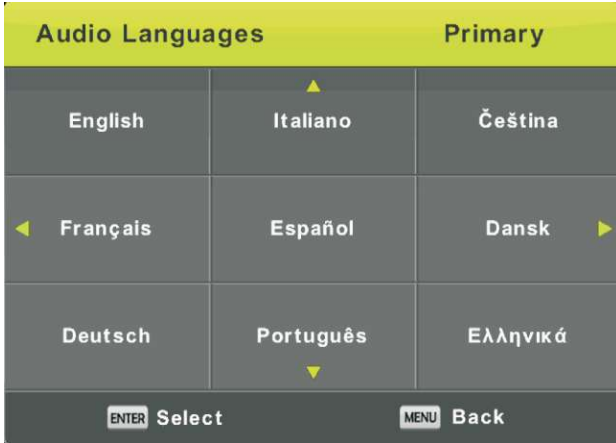 Audio Languages Primary
English Italiano Čeština
Français Español Dansk
Deutsch Português Ελληνικά
ENTER Select MENU Back